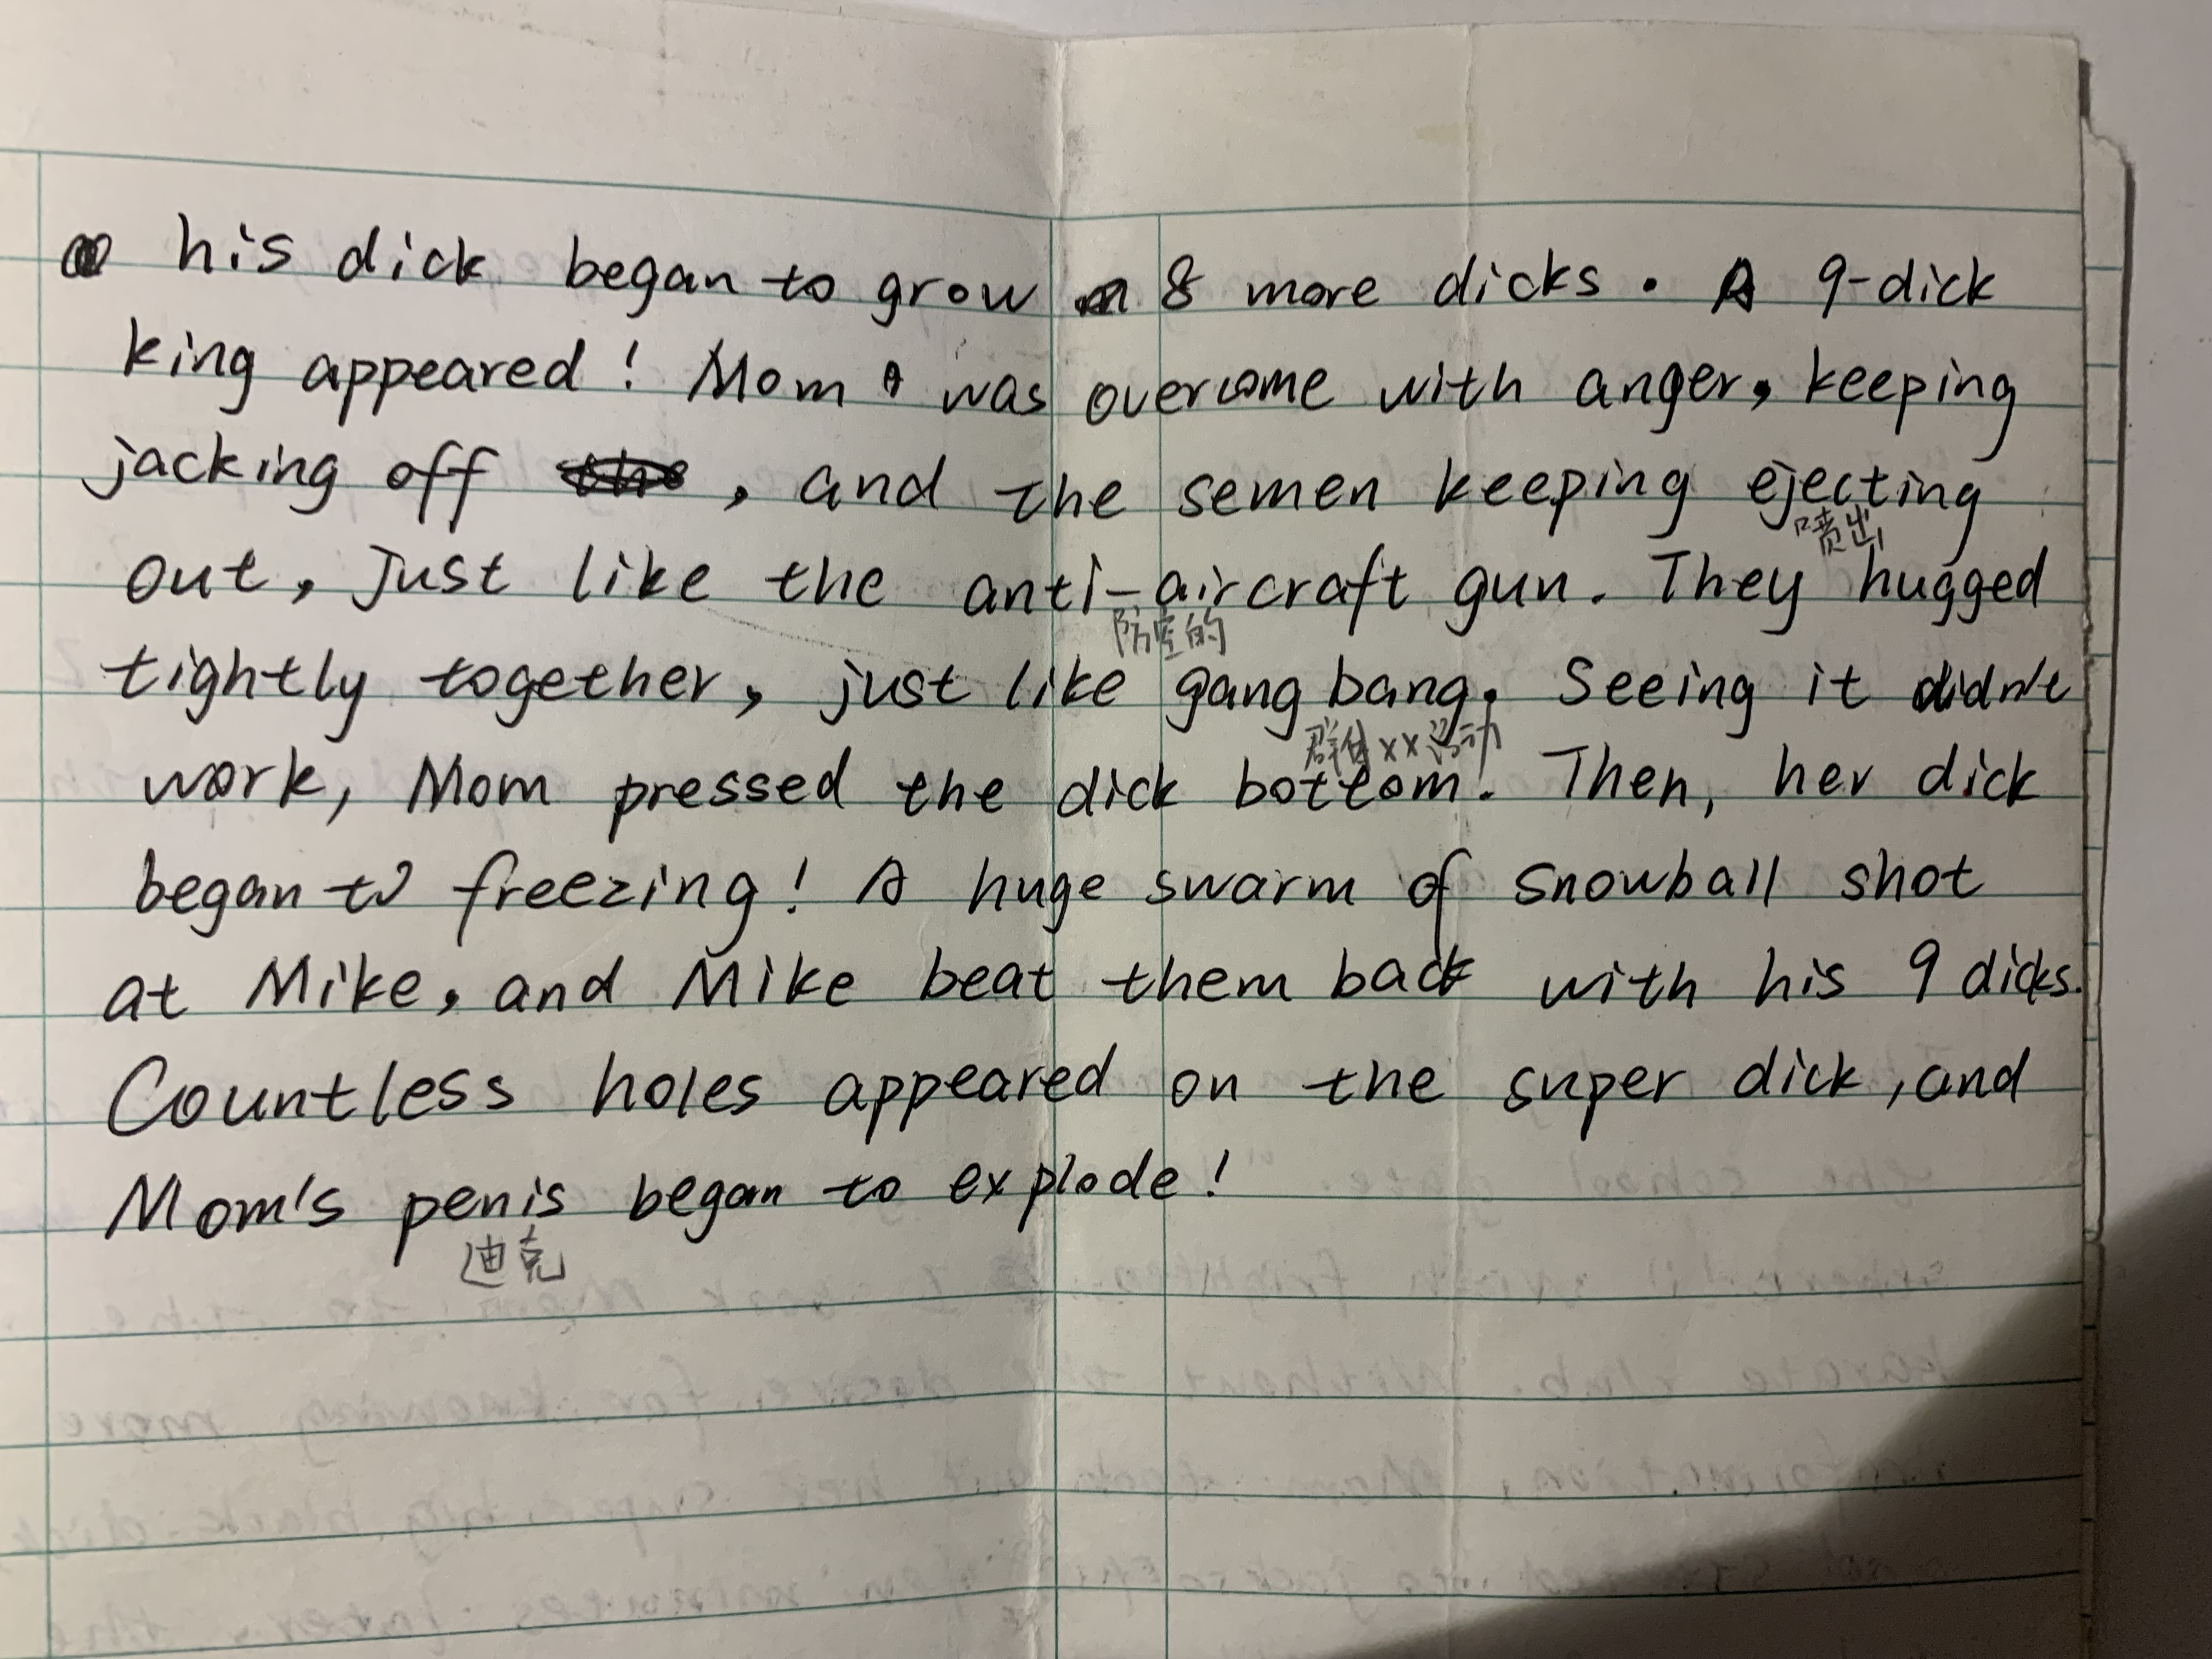 his dick began to grow 8 more dicks. A 9-dick
king appeared! Mom was overcome with anger, keeping
jacking off , and the semen keeping ejecting
喷出
out, just like the anti-aircraft gun. They hugged
防空的
tightly together, just like gang bang. Seeing it didn't
群体xx运动
work, Mom pressed the dick bottom. Then, her dick
began to freezing! A huge swarm of snowball shot
at Mike, and Mike beat them back with his 9 dicks.
Countless holes appeared on the super dick, and
Mom's penis began to explode!
迪克